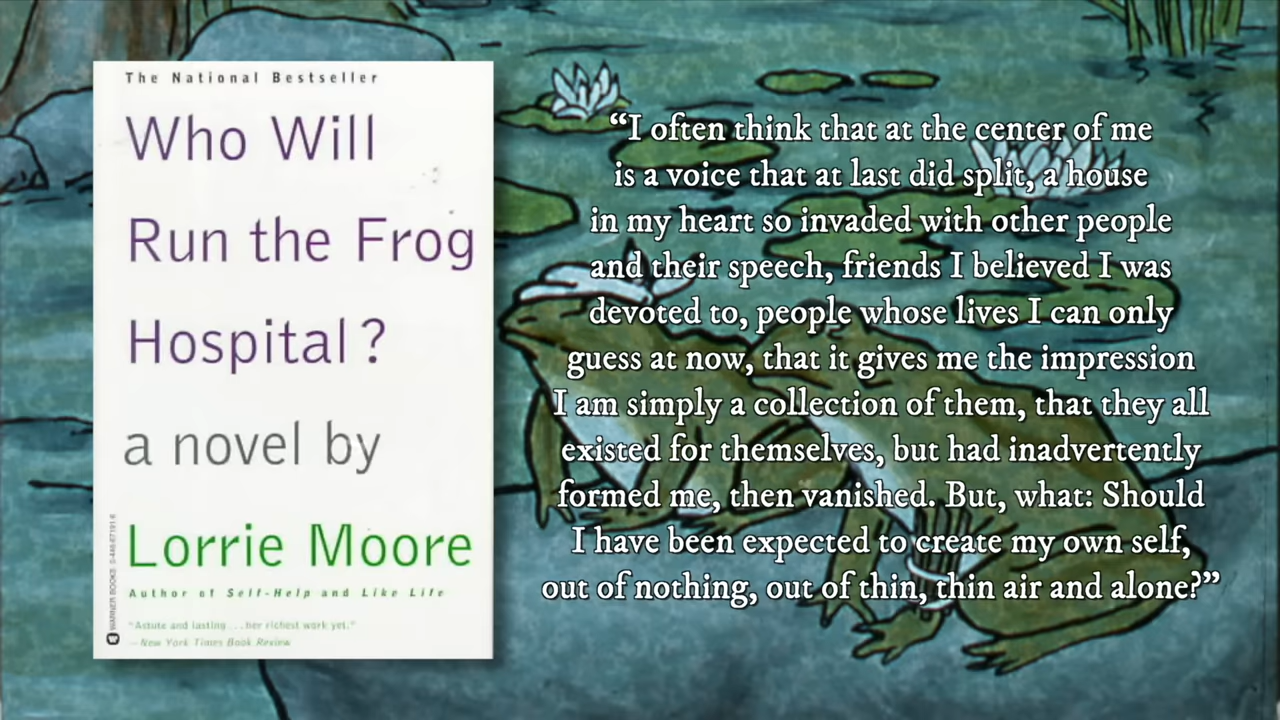 The National Bestseller
Who Will
Run the Frog
Hospital?
a novel by
Lorrie Moore
Author of Self-Help and Like Life
"Astute and lasting . . . her richest work yet."
—New York Times Book Review
WARNER BOOKS
“I often think that at the center of me
is a voice that at last did split, a house
in my heart so invaded with other people
and their speech, friends I believed I was
devoted to, people whose lives I can only
guess at now, that it gives me the impression
I am simply a collection of them, that they all
existed for themselves, but had inadvertently
formed me, then vanished. But, what: Should
I have been expected to create my own self,
out of nothing, out of thin, thin air and alone?”